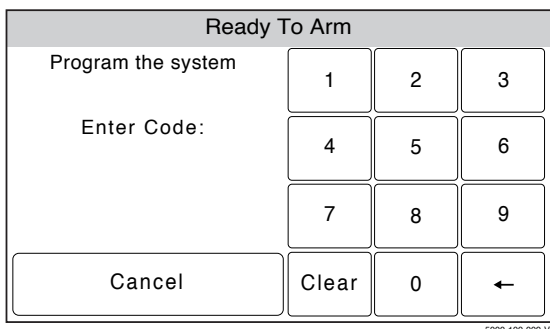 Ready To Arm
Program the system
Enter Code:
1 2 3
4 5 6
7 8 9
Cancel Clear 0 ←